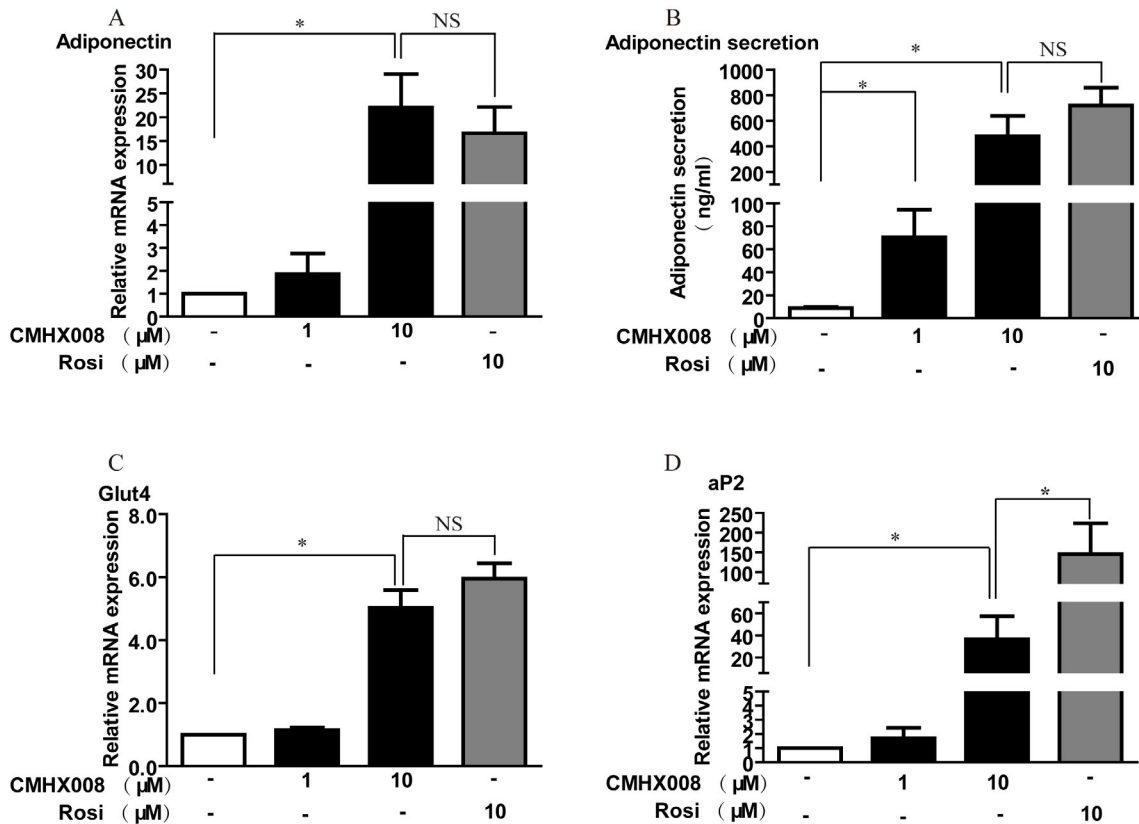 A
Adiponectin
* NS
Relative mRNA expression
30
25
20
15
10
5
4
3
2
1
0
CMHX008 ( μM) - 1 10 -
Rosi ( μM) - - - 10
B
Adiponectin secretion
* * NS
Adiponectin secretion
( ng/ml)
1000
800
600
400
200
100
80
60
40
20
0
CMHX008 ( μM) - 1 10 -
Rosi ( μM) - - - 10
C
Glut4
* NS
Relative mRNA expression
8.0
6.0
4.0
2.0
1.0
0.0
CMHX008 ( μM) - 1 10 -
Rosi ( μM) - - - 10
D
aP2
* *
Relative mRNA expression
250
200
150
100
60
40
20
5
4
3
2
1
0
CMHX008 ( μM) - 1 10 -
Rosi ( μM) - - - 10